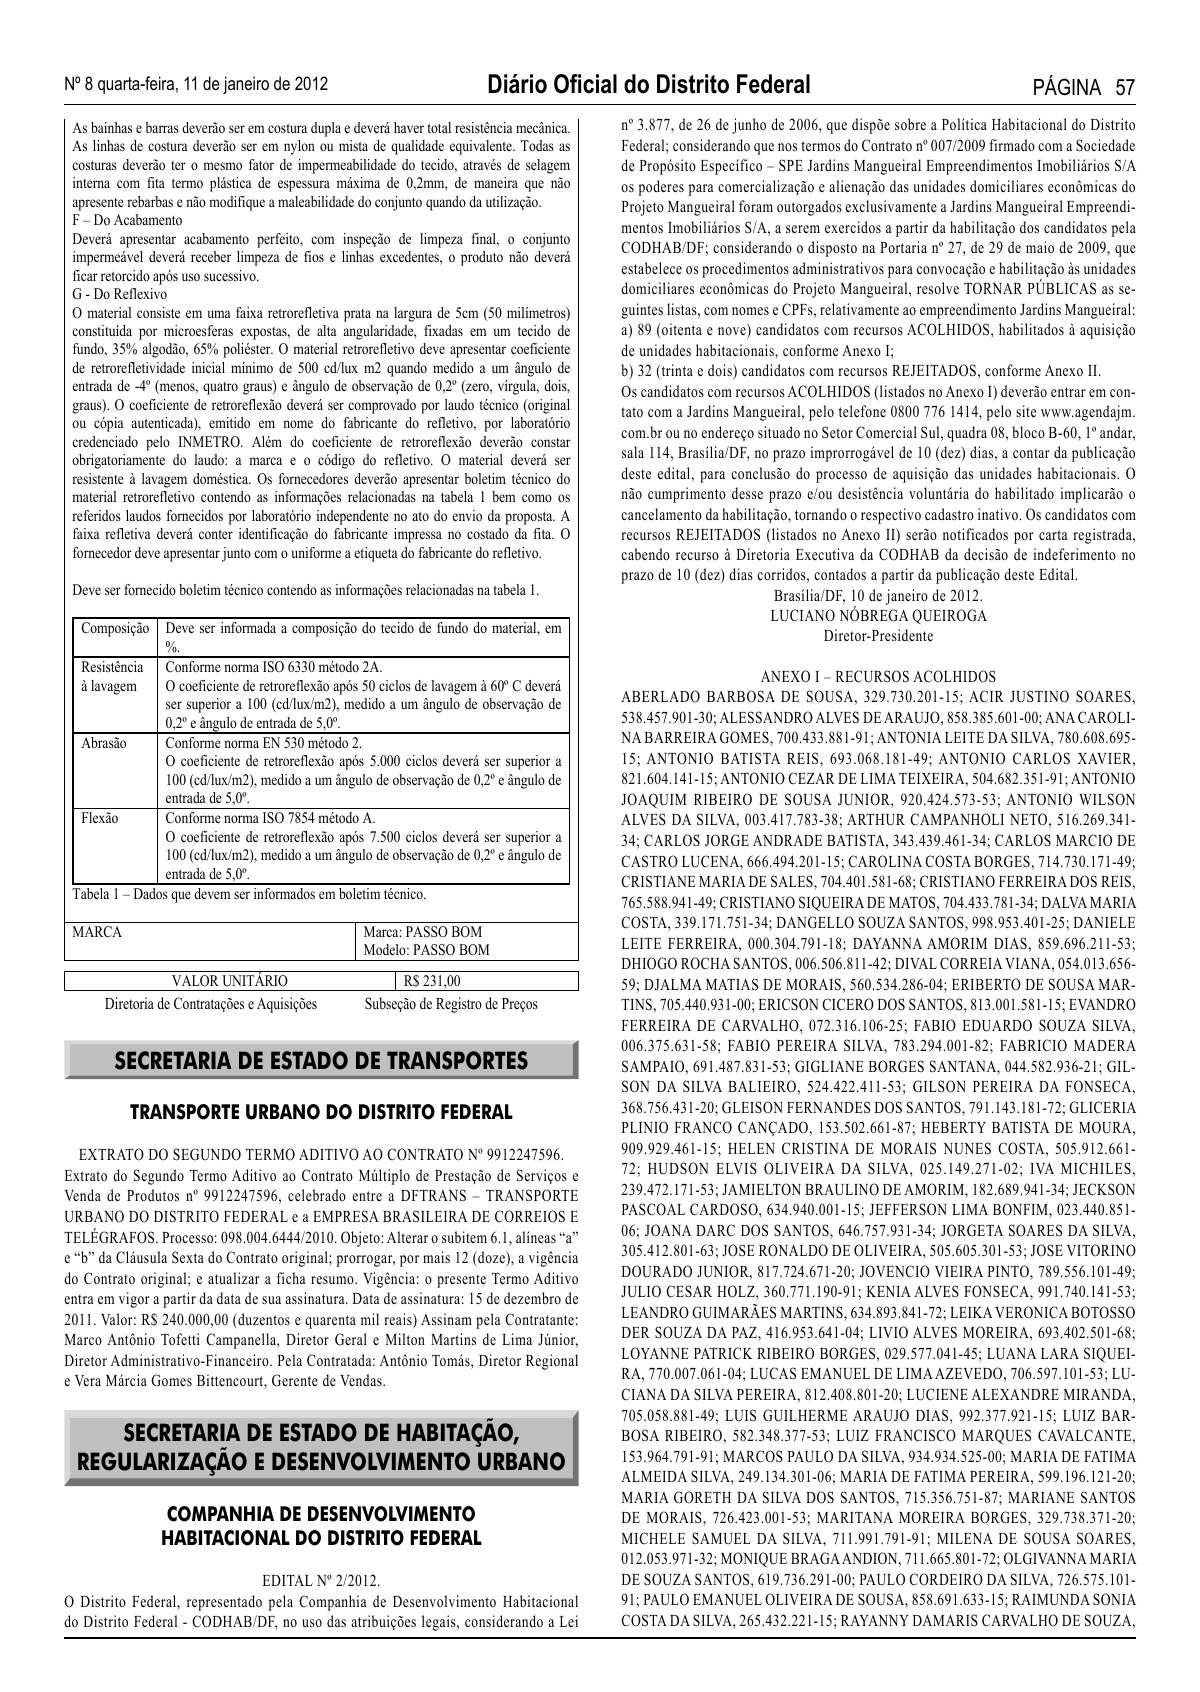 Nº 8 quarta-feira, 11 de janeiro de 2012
Diário Oficial do Distrito Federal
PÁGINA 57
As bainhas e barras deverão ser em costura dupla e deverá haver total resistência mecânica.
As linhas de costura deverão ser em nylon ou mista de qualidade equivalente. Todas as
costuras deverão ter o mesmo fator de impermeabilidade do tecido, através de selagem
interna com fita termo plástica de espessura máxima de 0,2mm, de maneira que não
apresente rebarbas e não modifique a maleabilidade do conjunto quando da utilização.
F – Do Acabamento
Deverá apresentar acabamento perfeito, com inspeção de limpeza final, o conjunto
impermeável deverá receber limpeza de fios e linhas excedentes, o produto não deverá
ficar retorcido após uso sucessivo.
G - Do Reflexivo
O material consiste em uma faixa retrorefletiva prata na largura de 5cm (50 milímetros)
constituída por microesferas expostas, de alta angularidade, fixadas em um tecido de
fundo, 35% algodão, 65% poliéster. O material retrorefletivo deve apresentar coeficiente
de retrorefletividade inicial mínimo de 500 cd/lux m2 quando medido a um ângulo de
entrada de -4º (menos, quatro graus) e ângulo de observação de 0,2º (zero, vírgula, dois,
graus). O coeficiente de retroreflexão deverá ser comprovado por laudo técnico (original
ou cópia autenticada), emitido em nome do fabricante do refletivo, por laboratório
credenciado pelo INMETRO. Além do coeficiente de retroreflexão deverão constar
obrigatoriamente do laudo: a marca e o código do refletivo. O material deverá ser
resistente à lavagem doméstica. Os fornecedores deverão apresentar boletim técnico do
material retrorefletivo contendo as informações relacionadas na tabela 1 bem como os
referidos laudos fornecidos por laboratório independente no ato do envio da proposta. A
faixa refletiva deverá conter identificação do fabricante impressa no costado da fita. O
fornecedor deve apresentar junto com o uniforme a etiqueta do fabricante do refletivo.
Deve ser fornecido boletim técnico contendo as informações relacionadas na tabela 1.
Composição
Deve ser informada a composição do tecido de fundo do material, em
%.
Resistência
à lavagem
Conforme norma ISO 6330 método 2A.
O coeficiente de retroreflexão após 50 ciclos de lavagem à 60º C deverá
ser superior a 100 (cd/lux/m2), medido a um ângulo de observação de
0,2º e ângulo de entrada de 5,0º.
Abrasão
Conforme norma EN 530 método 2.
O coeficiente de retroreflexão após 5.000 ciclos deverá ser superior a
100 (cd/lux/m2), medido a um ângulo de observação de 0,2º e ângulo de
entrada de 5,0º.
Flexão
Conforme norma ISO 7854 método A.
O coeficiente de retroreflexão após 7.500 ciclos deverá ser superior a
100 (cd/lux/m2), medido a um ângulo de observação de 0,2º e ângulo de
entrada de 5,0º.
Tabela 1 – Dados que devem ser informados em boletim técnico.
MARCA
Marca: PASSO BOM
Modelo: PASSO BOM
VALOR UNITÁRIO
R$ 231,00
Diretoria de Contratações e Aquisições
Subseção de Registro de Preços
SECRETARIA DE ESTADO DE TRANSPORTES
TRANSPORTE URBANO DO DISTRITO FEDERAL
EXTRATO DO SEGUNDO TERMO ADITIVO AO CONTRATO Nº 9912247596.
Extrato do Segundo Termo Aditivo ao Contrato Múltiplo de Prestação de Serviços e
Venda de Produtos nº 9912247596, celebrado entre a DFTRANS – TRANSPORTE
URBANO DO DISTRITO FEDERAL e a EMPRESA BRASILEIRA DE CORREIOS E
TELÉGRAFOS. Processo: 098.004.6444/2010. Objeto: Alterar o subitem 6.1, alíneas “a”
e “b” da Cláusula Sexta do Contrato original; prorrogar, por mais 12 (doze), a vigência
do Contrato original; e atualizar a ficha resumo. Vigência: o presente Termo Aditivo
entra em vigor a partir da data de sua assinatura. Data de assinatura: 15 de dezembro de
2011. Valor: R$ 240.000,00 (duzentos e quarenta mil reais) Assinam pela Contratante:
Marco Antônio Tofetti Campanella, Diretor Geral e Milton Martins de Lima Júnior,
Diretor Administrativo-Financeiro. Pela Contratada: Antônio Tomás, Diretor Regional
e Vera Márcia Gomes Bittencourt, Gerente de Vendas.
SECRETARIA DE ESTADO DE HABITAÇÃO,
REGULARIZAÇÃO E DESENVOLVIMENTO URBANO
COMPANHIA DE DESENVOLVIMENTO
HABITACIONAL DO DISTRITO FEDERAL
EDITAL Nº 2/2012.
O Distrito Federal, representado pela Companhia de Desenvolvimento Habitacional
do Distrito Federal - CODHAB/DF, no uso das atribuições legais, considerando a Lei
nº 3.877, de 26 de junho de 2006, que dispõe sobre a Política Habitacional do Distrito
Federal; considerando que nos termos do Contrato nº 007/2009 firmado com a Sociedade
de Propósito Específico – SPE Jardins Mangueiral Empreendimentos Imobiliários S/A
os poderes para comercialização e alienação das unidades domiciliares econômicas do
Projeto Mangueiral foram outorgados exclusivamente a Jardins Mangueiral Empreendi-
mentos Imobiliários S/A, a serem exercidos a partir da habilitação dos candidatos pela
CODHAB/DF; considerando o disposto na Portaria nº 27, de 29 de maio de 2009, que
estabelece os procedimentos administrativos para convocação e habilitação às unidades
domiciliares econômicas do Projeto Mangueiral, resolve TORNAR PÚBLICAS as se-
guintes listas, com nomes e CPFs, relativamente ao empreendimento Jardins Mangueiral:
a) 89 (oitenta e nove) candidatos com recursos ACOLHIDOS, habilitados à aquisição
de unidades habitacionais, conforme Anexo I;
b) 32 (trinta e dois) candidatos com recursos REJEITADOS, conforme Anexo II.
Os candidatos com recursos ACOLHIDOS (listados no Anexo I) deverão entrar em con-
tato com a Jardins Mangueiral, pelo telefone 0800 776 1414, pelo site www.agendajm.
com.br ou no endereço situado no Setor Comercial Sul, quadra 08, bloco B-60, 1º andar,
sala 114, Brasília/DF, no prazo improrrogável de 10 (dez) dias, a contar da publicação
deste edital, para conclusão do processo de aquisição das unidades habitacionais. O
não cumprimento desse prazo e/ou desistência voluntária do habilitado implicarão o
cancelamento da habilitação, tornando o respectivo cadastro inativo. Os candidatos com
recursos REJEITADOS (listados no Anexo II) serão notificados por carta registrada,
cabendo recurso à Diretoria Executiva da CODHAB da decisão de indeferimento no
prazo de 10 (dez) dias corridos, contados a partir da publicação deste Edital.
Brasília/DF, 10 de janeiro de 2012.
LUCIANO NÓBREGA QUEIROGA
Diretor-Presidente
ANEXO I – RECURSOS ACOLHIDOS
ABERLADO BARBOSA DE SOUSA, 329.730.201-15; ACIR JUSTINO SOARES,
538.457.901-30; ALESSANDRO ALVES DE ARAUJO, 858.385.601-00; ANA CAROLI-
NA BARREIRA GOMES, 700.433.881-91; ANTONIA LEITE DA SILVA, 780.608.695-
15; ANTONIO BATISTA REIS, 693.068.181-49; ANTONIO CARLOS XAVIER,
821.604.141-15; ANTONIO CEZAR DE LIMA TEIXEIRA, 504.682.351-91; ANTONIO
JOAQUIM RIBEIRO DE SOUSA JUNIOR, 920.424.573-53; ANTONIO WILSON
ALVES DA SILVA, 003.417.783-38; ARTHUR CAMPANHOLI NETO, 516.269.341-
34; CARLOS JORGE ANDRADE BATISTA, 343.439.461-34; CARLOS MARCIO DE
CASTRO LUCENA, 666.494.201-15; CAROLINA COSTA BORGES, 714.730.171-49;
CRISTIANE MARIA DE SALES, 704.401.581-68; CRISTIANO FERREIRA DOS REIS,
765.588.941-49; CRISTIANO SIQUEIRA DE MATOS, 704.433.781-34; DALVA MARIA
COSTA, 339.171.751-34; DANGELLO SOUZA SANTOS, 998.953.401-25; DANIELE
LEITE FERREIRA, 000.304.791-18; DAYANNA AMORIM DIAS, 859.696.211-53;
DHIOGO ROCHA SANTOS, 006.506.811-42; DIVAL CORREIA VIANA, 054.013.656-
59; DJALMA MATIAS DE MORAIS, 560.534.286-04; ERIBERTO DE SOUSA MAR-
TINS, 705.440.931-00; ERICSON CICERO DOS SANTOS, 813.001.581-15; EVANDRO
FERREIRA DE CARVALHO, 072.316.106-25; FABIO EDUARDO SOUZA SILVA,
006.375.631-58; FABIO PEREIRA SILVA, 783.294.001-82; FABRICIO MADERA
SAMPAIO, 691.487.831-53; GIGLIANE BORGES SANTANA, 044.582.936-21; GIL-
SON DA SILVA BALIEIRO, 524.422.411-53; GILSON PEREIRA DA FONSECA,
368.756.431-20; GLEISON FERNANDES DOS SANTOS, 791.143.181-72; GLICERIA
PLINIO FRANCO CANÇADO, 153.502.661-87; HEBERTY BATISTA DE MOURA,
909.929.461-15; HELEN CRISTINA DE MORAIS NUNES COSTA, 505.912.661-
72; HUDSON ELVIS OLIVEIRA DA SILVA, 025.149.271-02; IVA MICHILES,
239.472.171-53; JAMIELTON BRAULINO DE AMORIM, 182.689.941-34; JECKSON
PASCOAL CARDOSO, 634.940.001-15; JEFFERSON LIMA BONFIM, 023.440.851-
06; JOANA DARC DOS SANTOS, 646.757.931-34; JORGETA SOARES DA SILVA,
305.412.801-63; JOSE RONALDO DE OLIVEIRA, 505.605.301-53; JOSE VITORINO
DOURADO JUNIOR, 817.724.671-20; JOVENCIO VIEIRA PINTO, 789.556.101-49;
JULIO CESAR HOLZ, 360.771.190-91; KENIA ALVES FONSECA, 991.740.141-53;
LEANDRO GUIMARÃES MARTINS, 634.893.841-72; LEIKA VERONICA BOTOSSO
DER SOUZA DA PAZ, 416.953.641-04; LIVIO ALVES MOREIRA, 693.402.501-68;
LOYANNE PATRICK RIBEIRO BORGES, 029.577.041-45; LUANA LARA SIQUEI-
RA, 770.007.061-04; LUCAS EMANUEL DE LIMA AZEVEDO, 706.597.101-53; LU-
CIANA DA SILVA PEREIRA, 812.408.801-20; LUCIENE ALEXANDRE MIRANDA,
705.058.881-49; LUIS GUILHERME ARAUJO DIAS, 992.377.921-15; LUIZ BAR-
BOSA RIBEIRO, 582.348.377-53; LUIZ FRANCISCO MARQUES CAVALCANTE,
153.964.791-91; MARCOS PAULO DA SILVA, 934.934.525-00; MARIA DE FATIMA
ALMEIDA SILVA, 249.134.301-06; MARIA DE FATIMA PEREIRA, 599.196.121-20;
MARIA GORETH DA SILVA DOS SANTOS, 715.356.751-87; MARIANE SANTOS
DE MORAIS, 726.423.001-53; MARITANA MOREIRA BORGES, 329.738.371-20;
MICHELE SAMUEL DA SILVA, 711.991.791-91; MILENA DE SOUSA SOARES,
012.053.971-32; MONIQUE BRAGA ANDION, 711.665.801-72; OLGIVANNA MARIA
DE SOUZA SANTOS, 619.736.291-00; PAULO CORDEIRO DA SILVA, 726.575.101-
91; PAULO EMANUEL OLIVEIRA DE SOUSA, 858.691.633-15; RAIMUNDA SONIA
COSTA DA SILVA, 265.432.221-15; RAYANNY DAMARIS CARVALHO DE SOUZA,